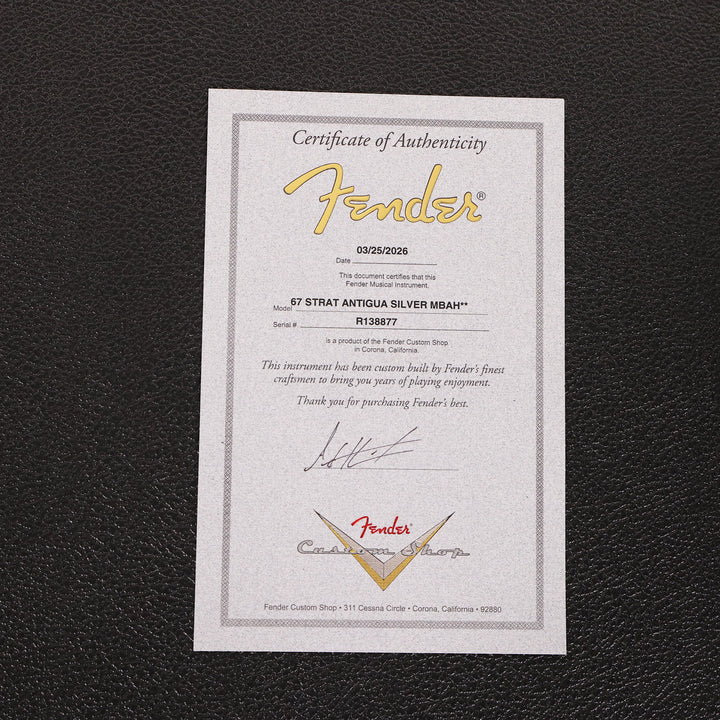 Certificate of Authenticity
Fender®
03/25/2026
Date
This document certifies that this
Fender Musical Instrument.
67 STRAT ANTIGUA SILVER MBAH**
Model
R138877
Serial #
is a product of the Fender Custom Shop
in Corona, California.
This instrument has been custom built by Fender's finest
craftsmen to bring you years of playing enjoyment.
Thank you for purchasing Fender's best.
Fender®
Custom Shop
Fender Custom Shop • 311 Cessna Circle • Corona, California • 92880